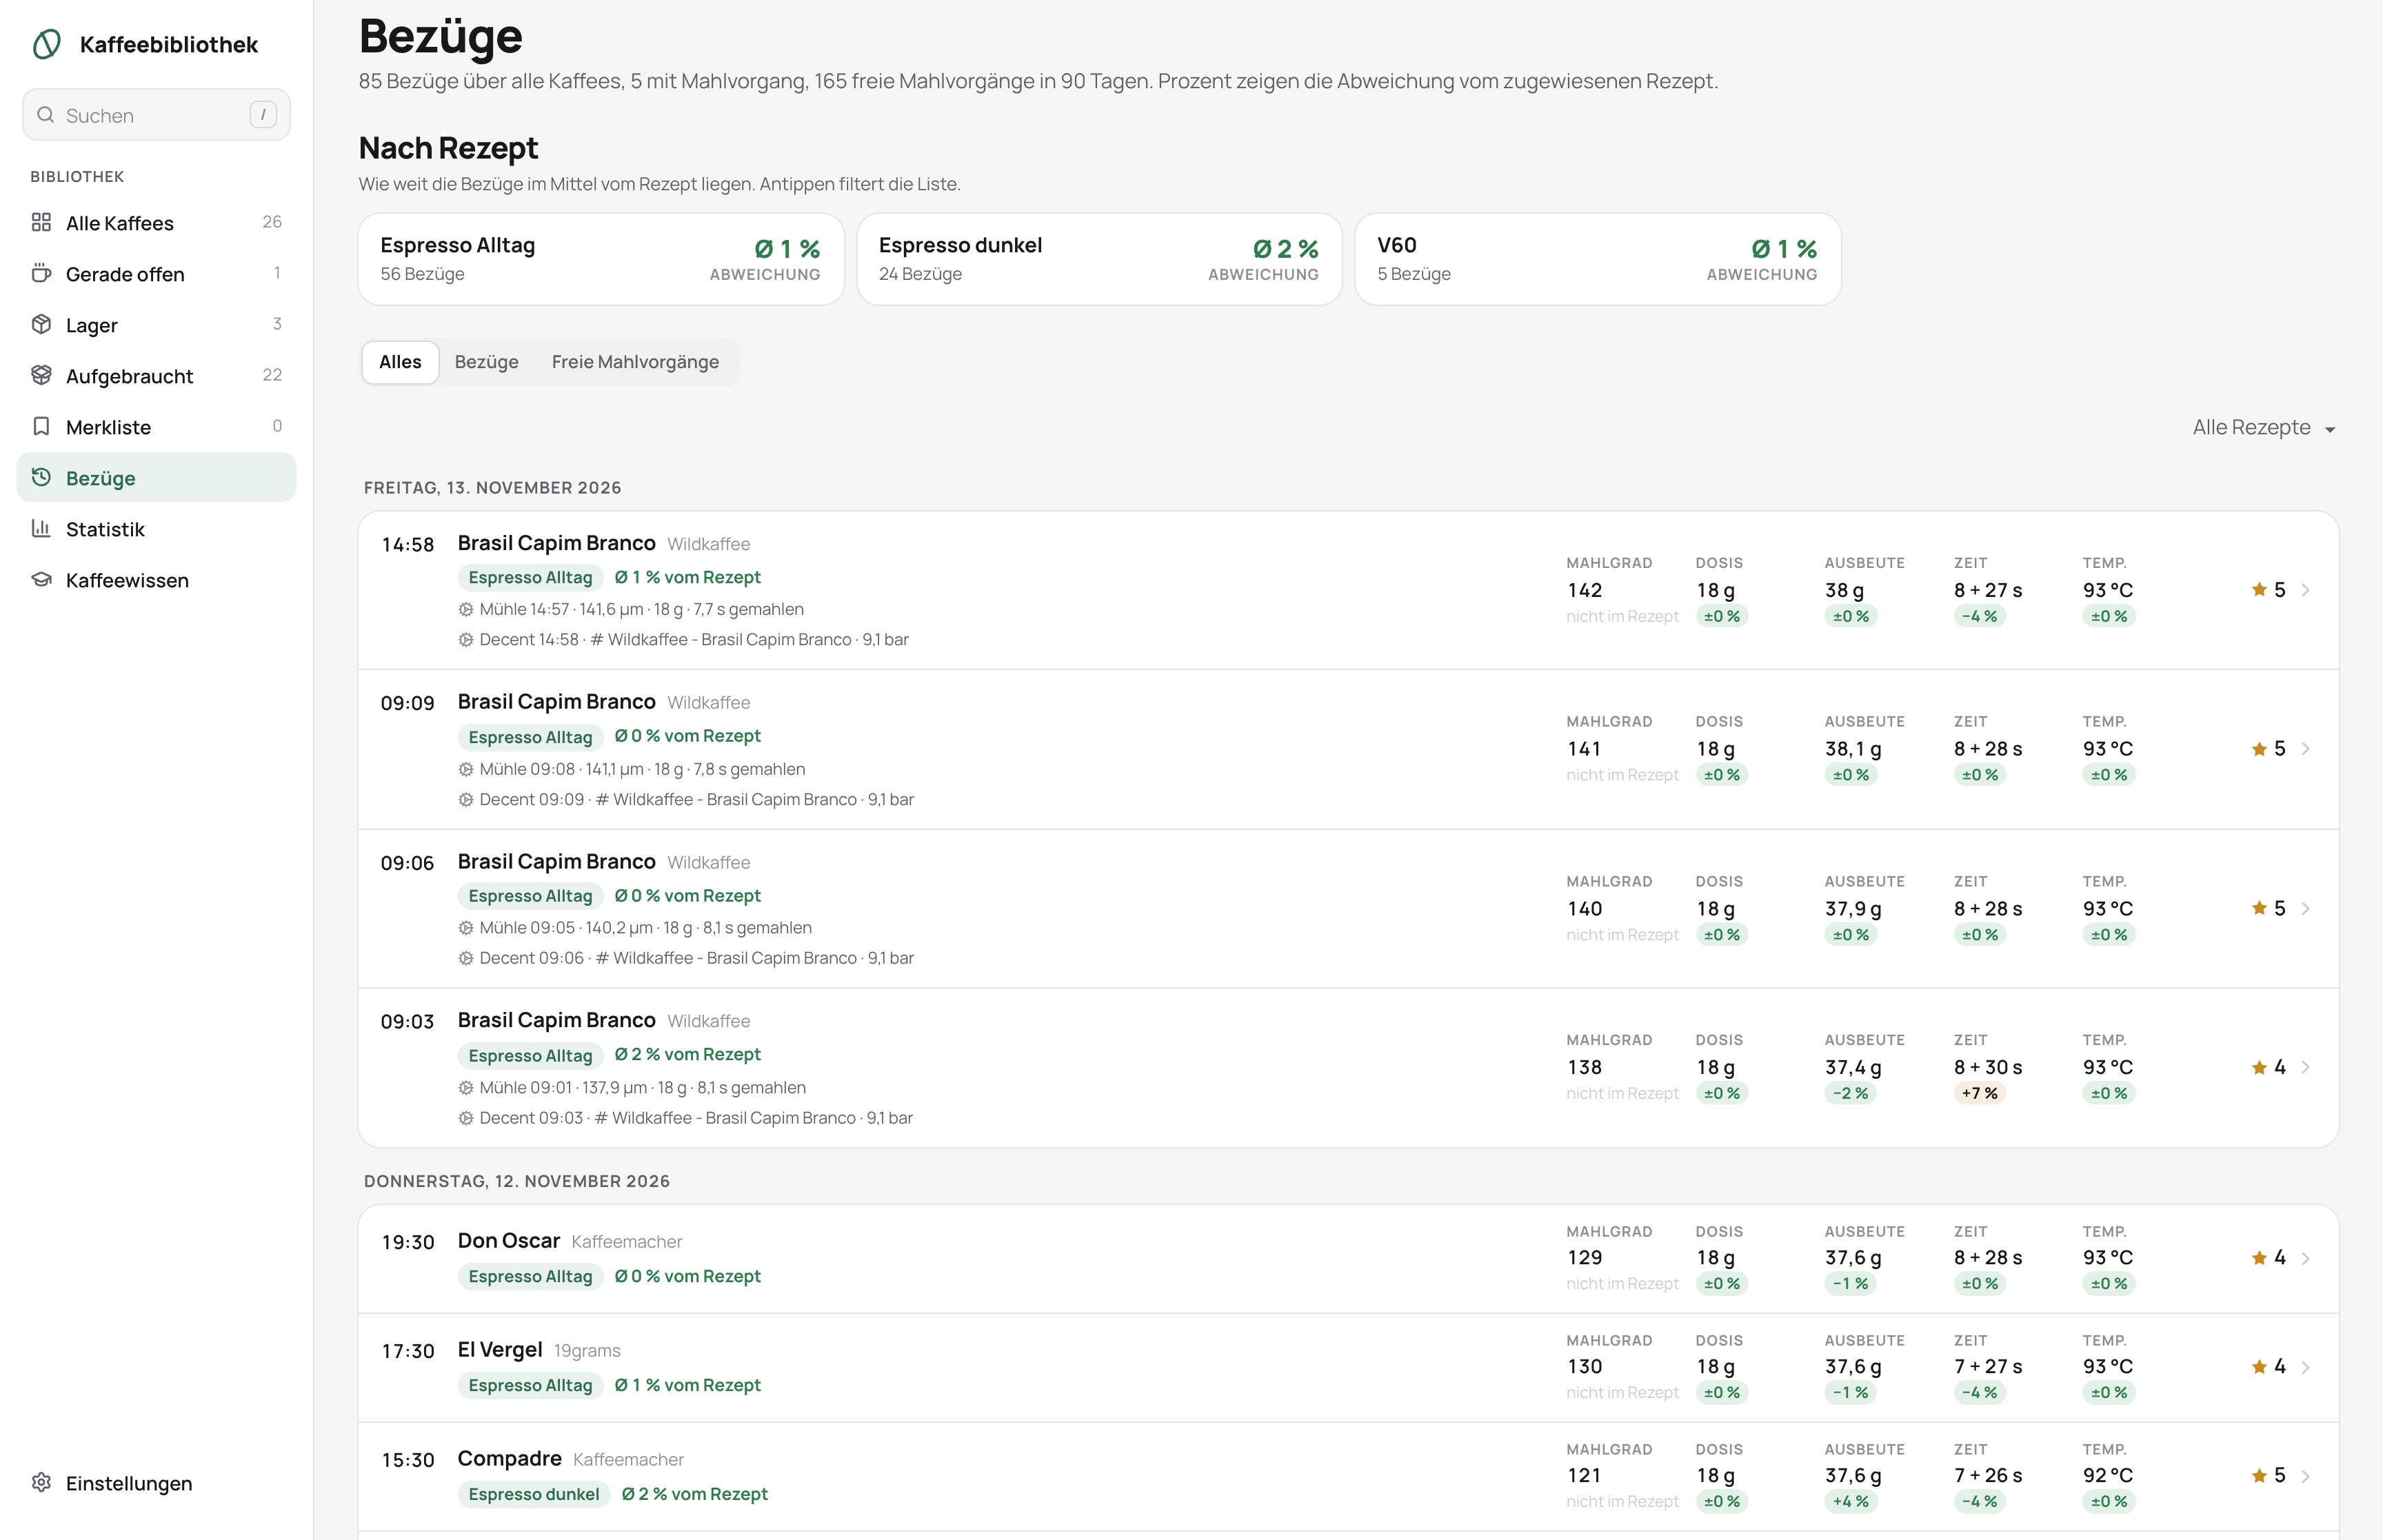 Kaffeebibliothek
Suchen /
BIBLIOTHEK
Alle Kaffees 26
Gerade offen 1
Lager 3
Aufgebraucht 22
Merkliste 0
Bezüge
Statistik
Kaffeewissen
Einstellungen
Bezüge
85 Bezüge über alle Kaffees, 5 mit Mahlvorgang, 165 freie Mahlvorgänge in 90 Tagen. Prozent zeigen die Abweichung vom zugewiesenen Rezept.
Nach Rezept
Wie weit die Bezüge im Mittel vom Rezept liegen. Antippen filtert die Liste.
Espresso Alltag Ø 1 %
56 Bezüge ABWEICHUNG
Espresso dunkel Ø 2 %
24 Bezüge ABWEICHUNG
V60 Ø 1 %
5 Bezüge ABWEICHUNG
Alles Bezüge Freie Mahlvorgänge
Alle Rezepte
FREITAG, 13. NOVEMBER 2026
14:58 Brasil Capim Branco Wildkaffee
Espresso Alltag Ø 1 % vom Rezept
Mühle 14:57 · 141,6 µm · 18 g · 7,7 s gemahlen
Decent 14:58 · # Wildkaffee - Brasil Capim Branco · 9,1 bar
MAHLGRAD DOSIS AUSBEUTE ZEIT TEMP.
142 18 g 38 g 8 + 27 s 93 °C 5
nicht im Rezept ±0 % ±0 % −4 % ±0 %
09:09 Brasil Capim Branco Wildkaffee
Espresso Alltag Ø 0 % vom Rezept
Mühle 09:08 · 141,1 µm · 18 g · 7,8 s gemahlen
Decent 09:09 · # Wildkaffee - Brasil Capim Branco · 9,1 bar
MAHLGRAD DOSIS AUSBEUTE ZEIT TEMP.
141 18 g 38,1 g 8 + 28 s 93 °C 5
nicht im Rezept ±0 % ±0 % ±0 % ±0 %
09:06 Brasil Capim Branco Wildkaffee
Espresso Alltag Ø 0 % vom Rezept
Mühle 09:05 · 140,2 µm · 18 g · 8,1 s gemahlen
Decent 09:06 · # Wildkaffee - Brasil Capim Branco · 9,1 bar
MAHLGRAD DOSIS AUSBEUTE ZEIT TEMP.
140 18 g 37,9 g 8 + 28 s 93 °C 5
nicht im Rezept ±0 % ±0 % ±0 % ±0 %
09:03 Brasil Capim Branco Wildkaffee
Espresso Alltag Ø 2 % vom Rezept
Mühle 09:01 · 137,9 µm · 18 g · 8,1 s gemahlen
Decent 09:03 · # Wildkaffee - Brasil Capim Branco · 9,1 bar
MAHLGRAD DOSIS AUSBEUTE ZEIT TEMP.
138 18 g 37,4 g 8 + 30 s 93 °C 4
nicht im Rezept ±0 % −2 % +7 % ±0 %
DONNERSTAG, 12. NOVEMBER 2026
19:30 Don Oscar Kaffeemacher
Espresso Alltag Ø 0 % vom Rezept
MAHLGRAD DOSIS AUSBEUTE ZEIT TEMP.
129 18 g 37,6 g 8 + 28 s 93 °C 4
nicht im Rezept ±0 % −1 % ±0 % ±0 %
17:30 El Vergel 19grams
Espresso Alltag Ø 1 % vom Rezept
MAHLGRAD DOSIS AUSBEUTE ZEIT TEMP.
130 18 g 37,6 g 7 + 27 s 93 °C 4
nicht im Rezept ±0 % −1 % −4 % ±0 %
15:30 Compadre Kaffeemacher
Espresso dunkel Ø 2 % vom Rezept
MAHLGRAD DOSIS AUSBEUTE ZEIT TEMP.
121 18 g 37,6 g 7 + 26 s 92 °C 5
nicht im Rezept ±0 % +4 % −4 % ±0 %